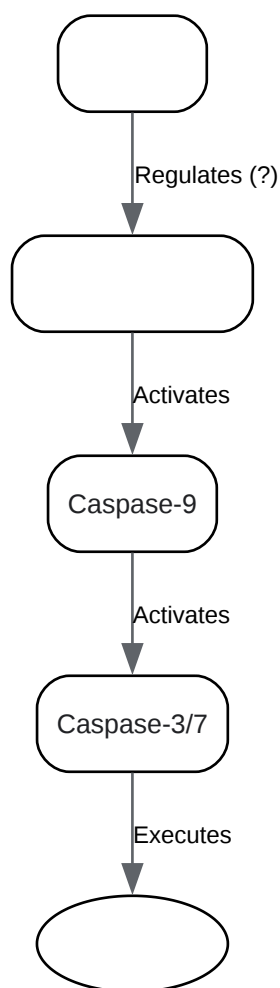 Regulates (?)
Activates
Caspase-9
Activates
Caspase-3/7
Executes